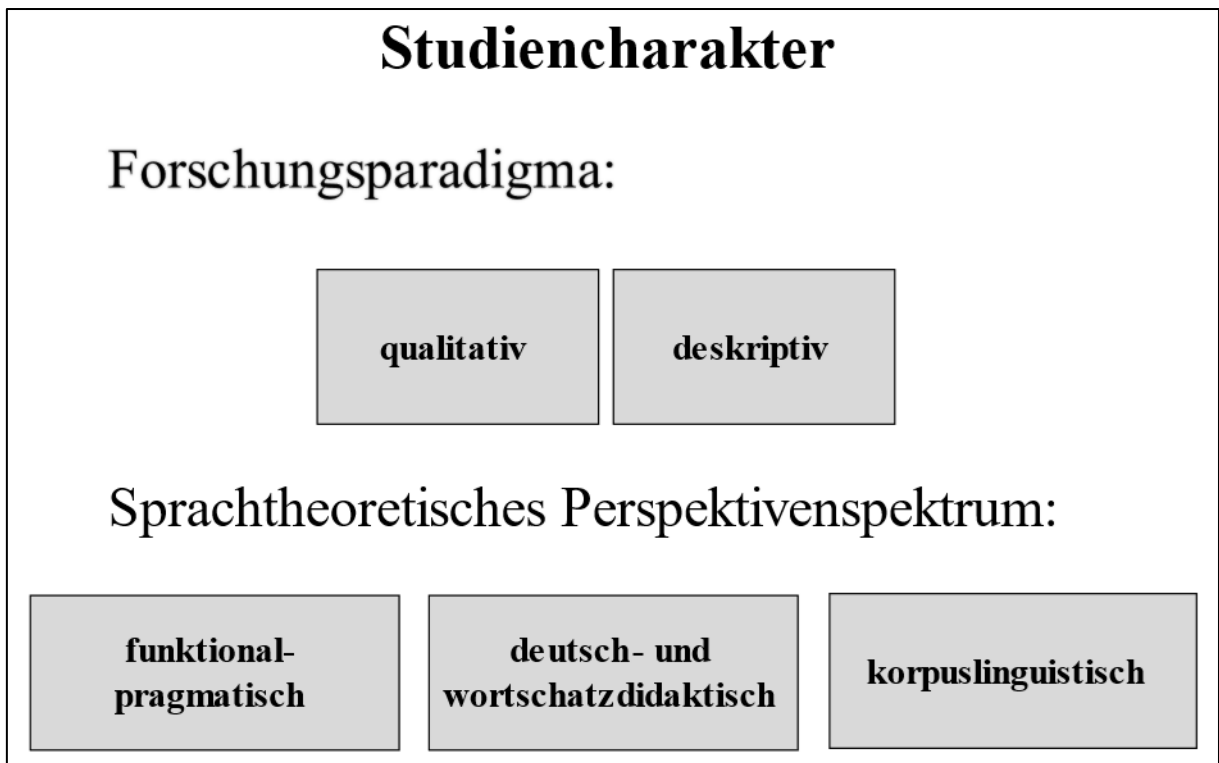 Studiencharakter
Forschungsparadigma:
qualitativ
deskriptiv
Sprachtheoretisches Perspektivenspektrum:
funktional-
pragmatisch
deutsch- und
wortschatzdidaktisch
korpuslinguistisch